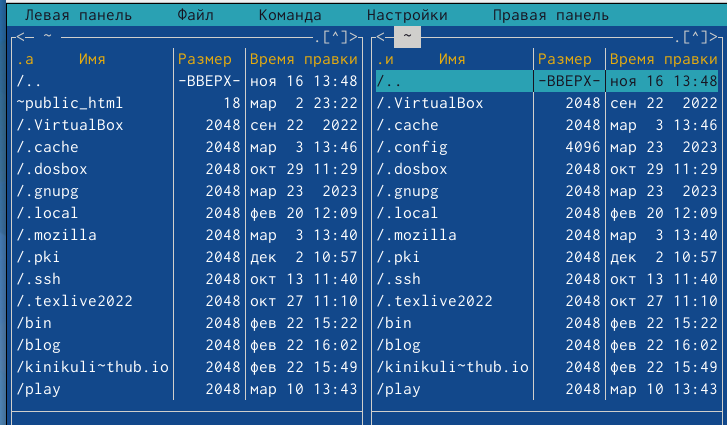 Левая панель Файл Команда Настройки Правая панель
<─ ~ .[^]> <─ ~ .[^]>
.а Имя Размер Время правки .и Имя Размер Время правки
/.. -ВВЕРХ- ноя 16 13:48 /.. -ВВЕРХ- ноя 16 13:48
~public_html 18 мар 2 23:22 /.VirtualBox 2048 сен 22 2022
/.VirtualBox 2048 сен 22 2022 /.cache 2048 мар 3 13:46
/.cache 2048 мар 3 13:46 /.config 4096 мар 23 2023
/.dosbox 2048 окт 29 11:29 /.dosbox 2048 окт 29 11:29
/.gnupg 2048 мар 23 2023 /.gnupg 2048 мар 23 2023
/.local 2048 фев 20 12:09 /.local 2048 фев 20 12:09
/.mozilla 2048 мар 3 13:40 /.mozilla 2048 мар 3 13:40
/.pki 2048 дек 2 10:57 /.pki 2048 дек 2 10:57
/.ssh 2048 окт 13 11:40 /.ssh 2048 окт 13 11:40
/.texlive2022 2048 окт 27 11:10 /.texlive2022 2048 окт 27 11:10
/bin 2048 фев 22 15:22 /bin 2048 фев 22 15:22
/blog 2048 фев 22 16:02 /blog 2048 фев 22 16:02
/kinikuli~thub.io 2048 фев 22 15:49 /kinikuli~thub.io 2048 фев 22 15:49
/play 2048 мар 10 13:43 /play 2048 мар 10 13:43